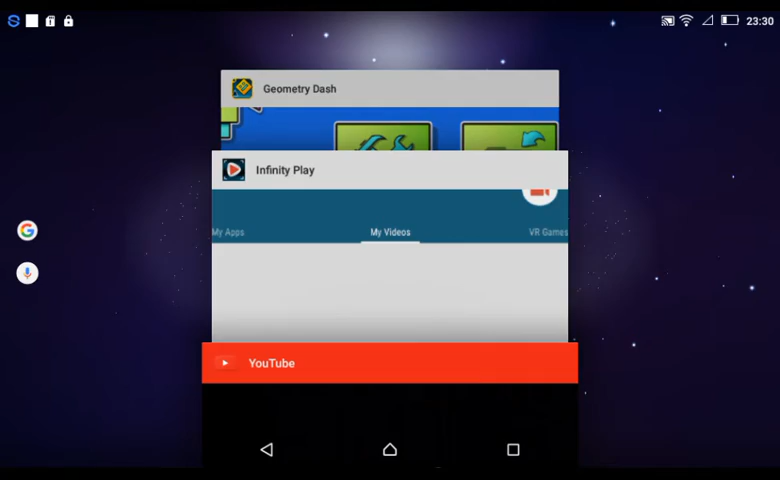 23:30
Geometry Dash
Infinity Play
My Apps
My Videos
VR Games
YouTube